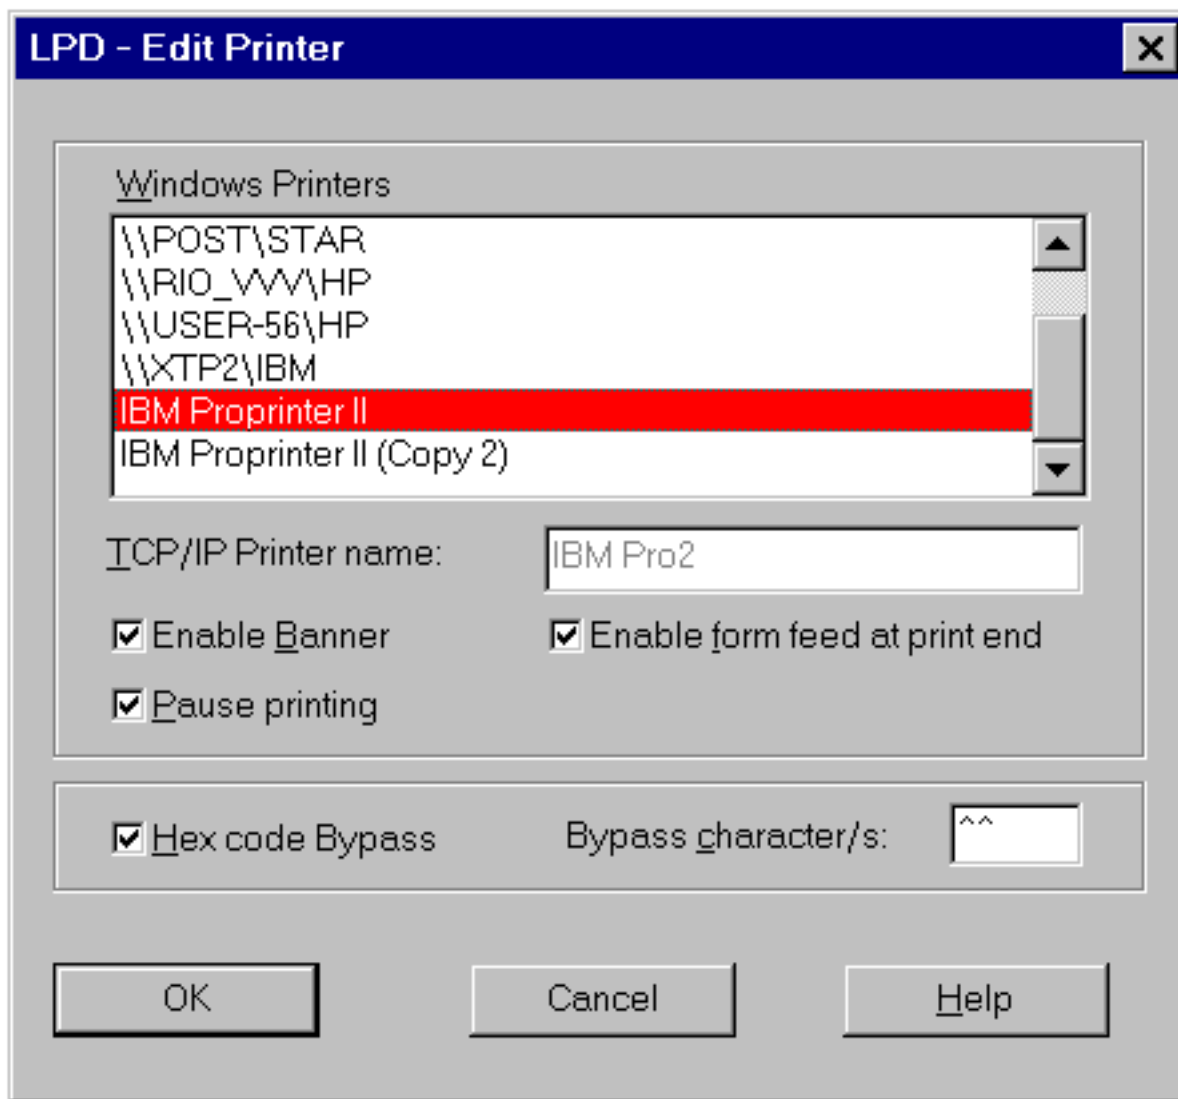 LPD - Edit Printer
Windows Printers
\\POST\STAR
\\RIO_VVV\HP
\\USER-56\HP
\\XTP2\IBM
IBM Proprinter II
IBM Proprinter II (Copy 2)
TCP/IP Printer name: IBM Pro2
Enable Banner Enable form feed at print end
Pause printing
Hex code Bypass Bypass character/s: ^^
OK Cancel Help